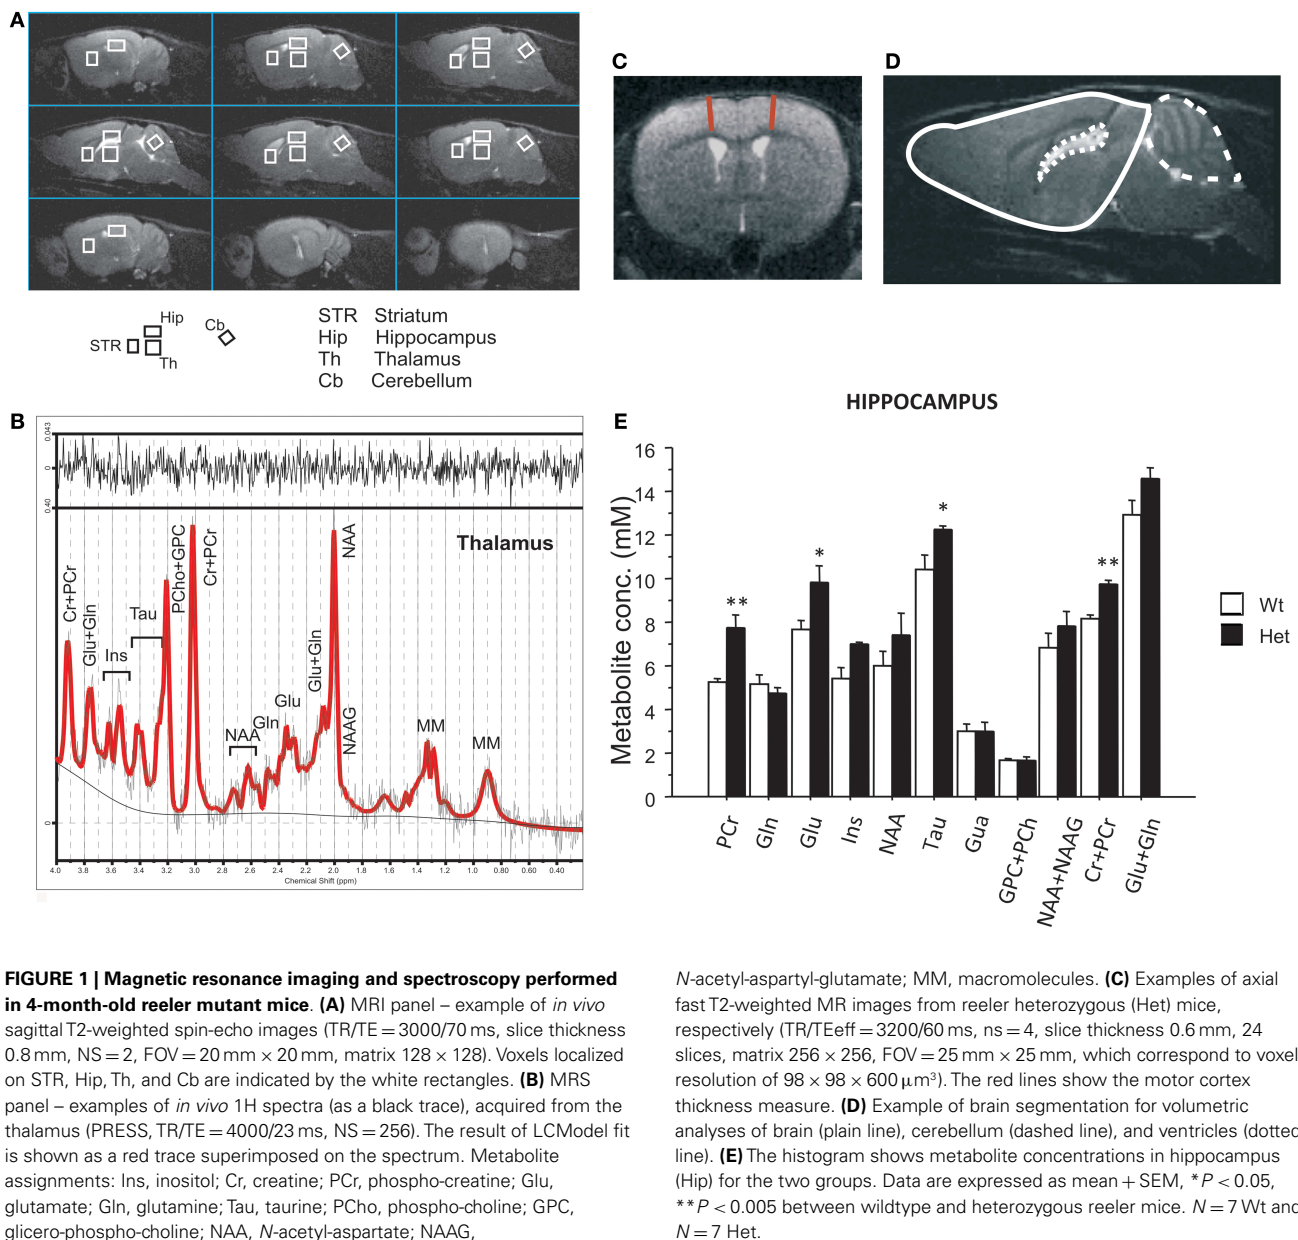 A
STR Striatum
Hip Hippocampus
Th Thalamus
Cb Cerebellum
Hip
Cb
STR
Th
B
0.043
0
0.40
Thalamus
Cr+PCr
Glu+Gln
Ins
Tau
PCho+GPC
Cr+PCr
NAA
Gln
Glu
Glu+Gln
NAA
NAAG
MM
MM
0
4.0 3.8 3.6 3.4 3.2 3.0 2.8 2.6 2.4 2.2 2.0 1.8 1.6 1.4 1.2 1.0 0.80 0.60 0.40
Chemical Shift (ppm)
C
D
E
HIPPOCAMPUS
Metabolite conc. (mM)
16
14
12
10
8
6
4
2
0
**
*
*
**
Wt
Het
PCr
Gln
Glu
Ins
NAA
Tau
Gua
GPC+PCh
NAA+NAAG
Cr+PCr
Glu+Gln
FIGURE 1 | Magnetic resonance imaging and spectroscopy performed
in 4-month-old reeler mutant mice. (A) MRI panel – example of in vivo
sagittal T2-weighted spin-echo images (TR/TE = 3000/70 ms, slice thickness
0.8 mm, NS = 2, FOV = 20 mm × 20 mm, matrix 128 × 128). Voxels localized
on STR, Hip, Th, and Cb are indicated by the white rectangles. (B) MRS
panel – examples of in vivo 1H spectra (as a black trace), acquired from the
thalamus (PRESS, TR/TE = 4000/23 ms, NS = 256). The result of LCModel fit
is shown as a red trace superimposed on the spectrum. Metabolite
assignments: Ins, inositol; Cr, creatine; PCr, phospho-creatine; Glu,
glutamate; Gln, glutamine; Tau, taurine; PCho, phospho-choline; GPC,
glicero-phospho-choline; NAA, N-acetyl-aspartate; NAAG,
N-acetyl-aspartyl-glutamate; MM, macromolecules. (C) Examples of axial
fast T2-weighted MR images from reeler heterozygous (Het) mice,
respectively (TR/TEeff = 3200/60 ms, ns = 4, slice thickness 0.6 mm, 24
slices, matrix 256 × 256, FOV = 25 mm × 25 mm, which correspond to voxel
resolution of 98 × 98 × 600 μm³). The red lines show the motor cortex
thickness measure. (D) Example of brain segmentation for volumetric
analyses of brain (plain line), cerebellum (dashed line), and ventricles (dotted
line). (E) The histogram shows metabolite concentrations in hippocampus
(Hip) for the two groups. Data are expressed as mean + SEM, *P < 0.05,
**P < 0.005 between wildtype and heterozygous reeler mice. N = 7 Wt and
N = 7 Het.